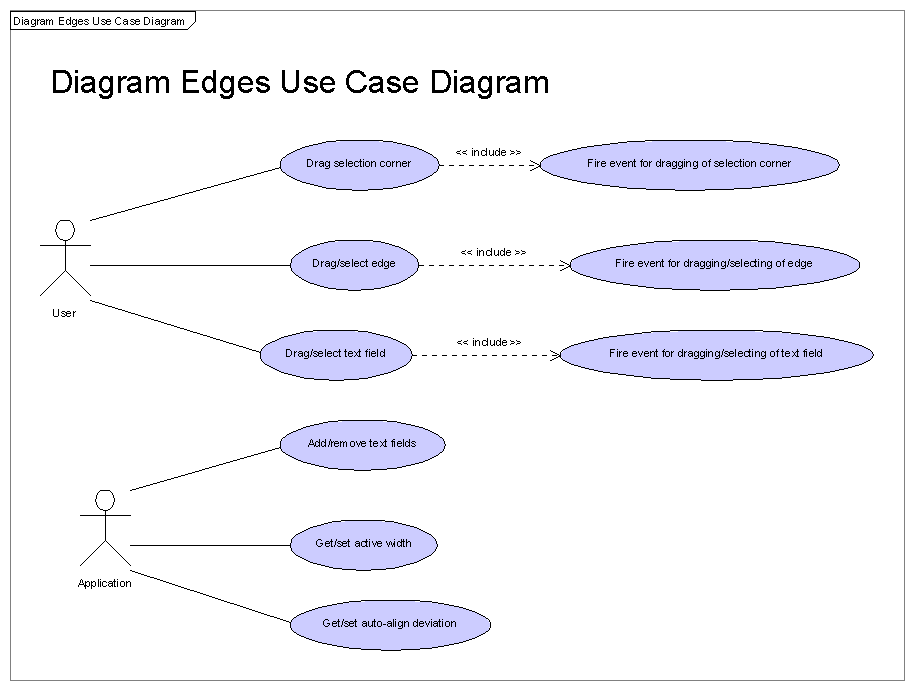 Diagram Edges Use Case Diagram
Diagram Edges Use Case Diagram
Drag selection corner
<< include >>
Fire event for dragging of selection corner
Drag/select edge
<< include >>
Fire event for dragging/selecting of edge
User
Drag/select text field
<< include >>
Fire event for dragging/selecting of text field
Add/remove text fields
Get/set active width
Application
Get/set auto-align deviation